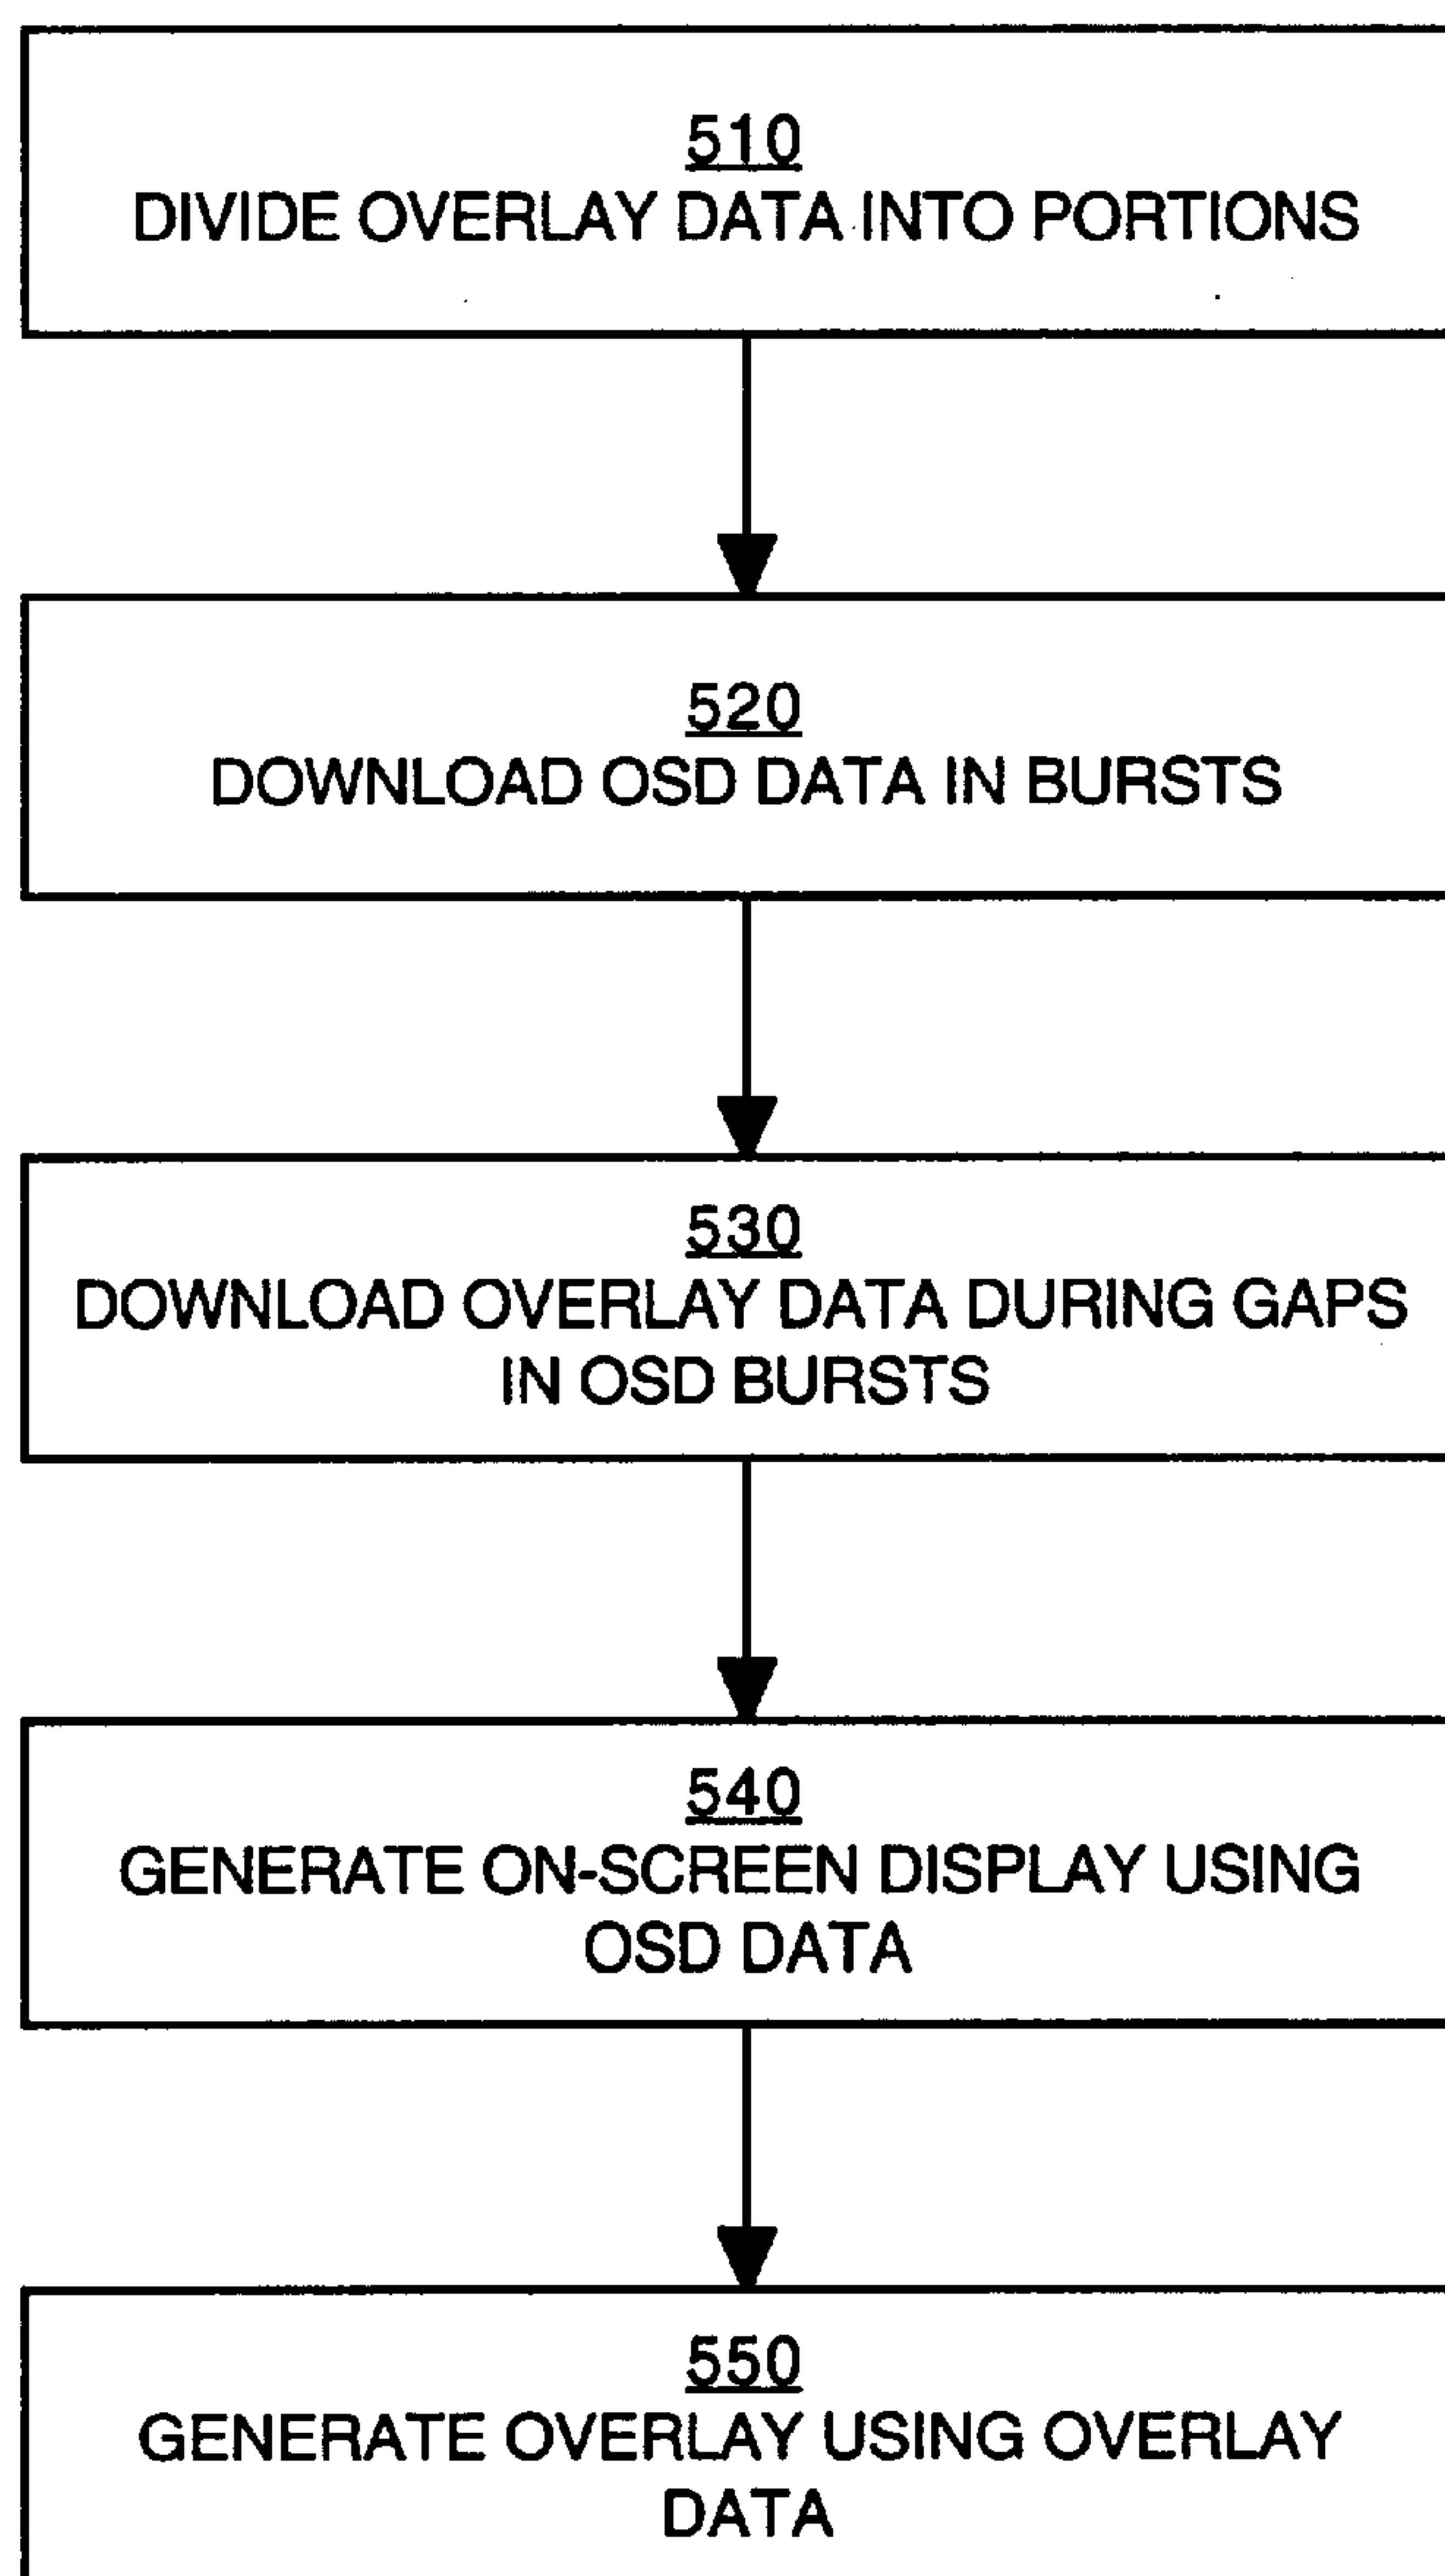 510
DIVIDE OVERLAY DATA INTO PORTIONS
520
DOWNLOAD OSD DATA IN BURSTS
530
DOWNLOAD OVERLAY DATA DURING GAPS
IN OSD BURSTS
540
GENERATE ON-SCREEN DISPLAY USING
OSD DATA
550
GENERATE OVERLAY USING OVERLAY
DATA